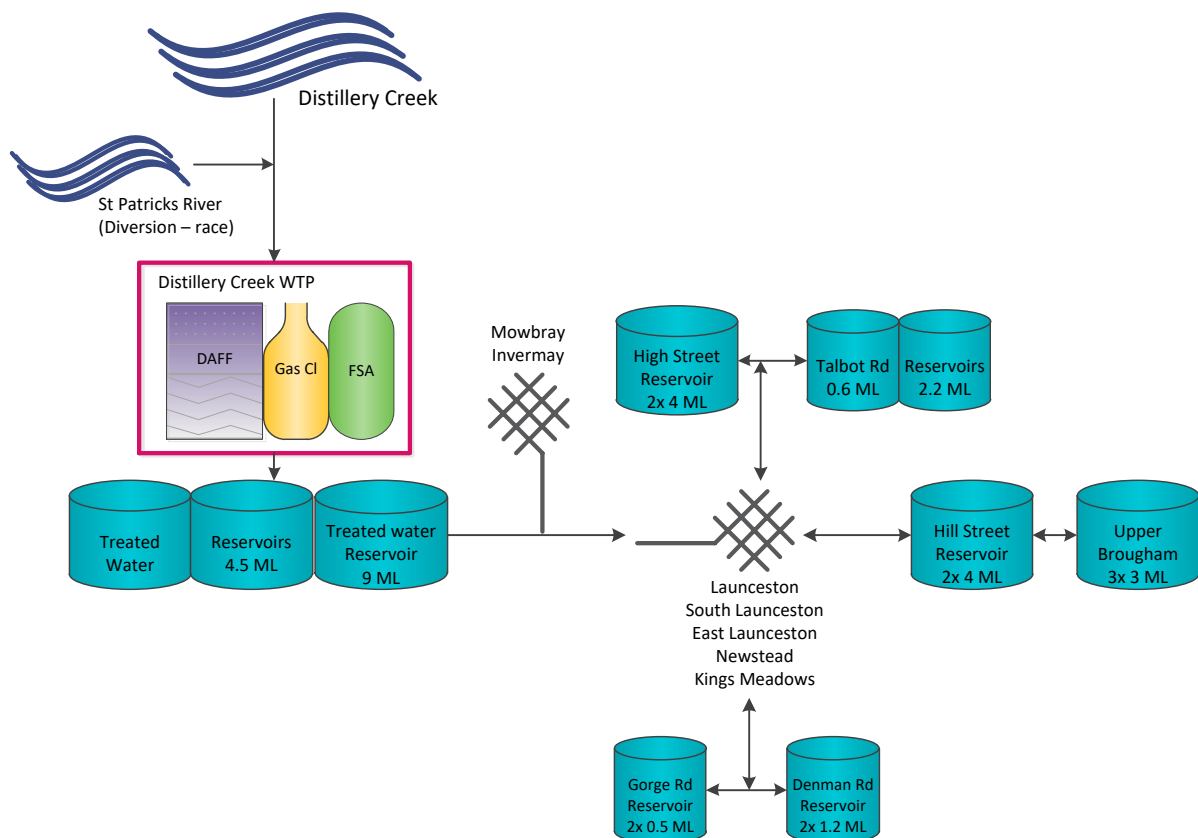 Distillery Creek
St Patricks River
(Diversion – race)
Distillery Creek WTP
DAFF
Gas Cl
FSA
Mowbray
Invermay
High Street
Reservoir
2x 4 ML
Talbot Rd
0.6 ML
Reservoirs
2.2 ML
Treated
Water
Reservoirs
4.5 ML
Treated water
Reservoir
9 ML
Hill Street
Reservoir
2x 4 ML
Upper
Brougham
3x 3 ML
Launceston
South Launceston
East Launceston
Newstead
Kings Meadows
Gorge Rd
Reservoir
2x 0.5 ML
Denman Rd
Reservoir
2x 1.2 ML